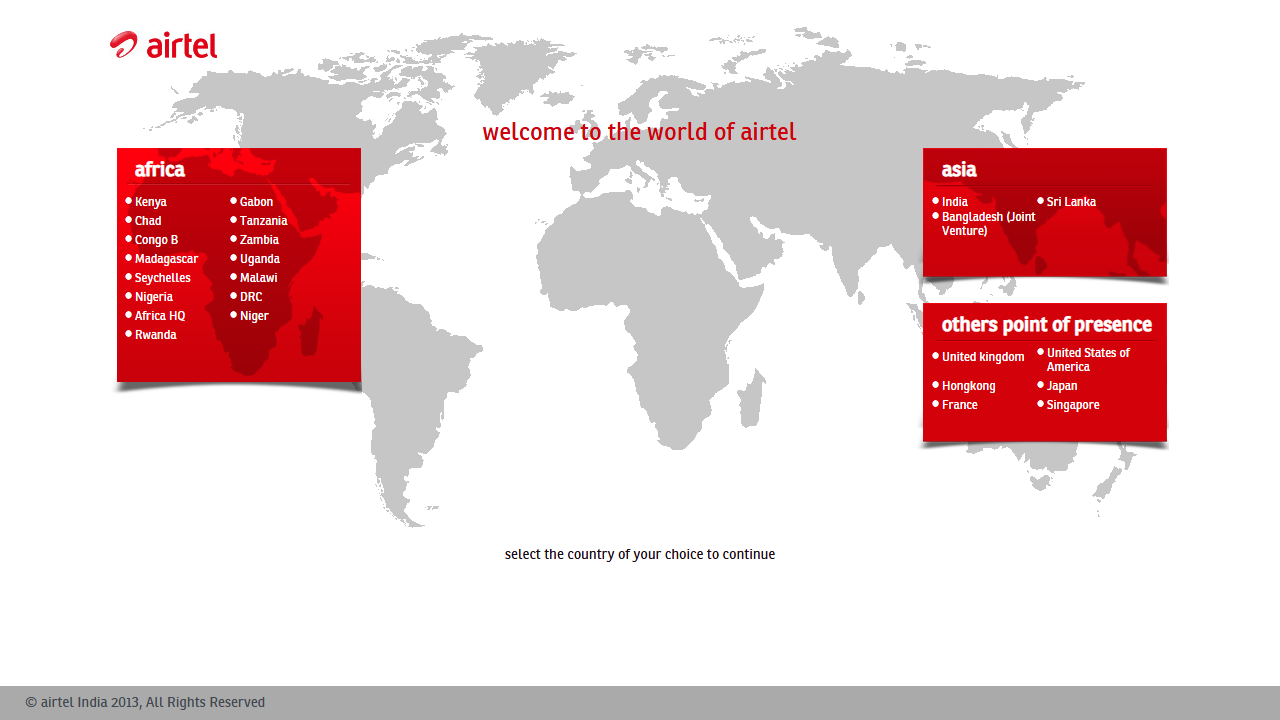 airtel
welcome to the world of airtel
africa
Kenya
Chad
Congo B
Madagascar
Seychelles
Nigeria
Africa HQ
Rwanda
Gabon
Tanzania
Zambia
Uganda
Malawi
DRC
Niger
asia
India
Sri Lanka
Bangladesh (Joint
Venture)
others point of presence
United kingdom
United States of
America
Hongkong
Japan
France
Singapore
select the country of your choice to continue
© airtel India 2013, All Rights Reserved